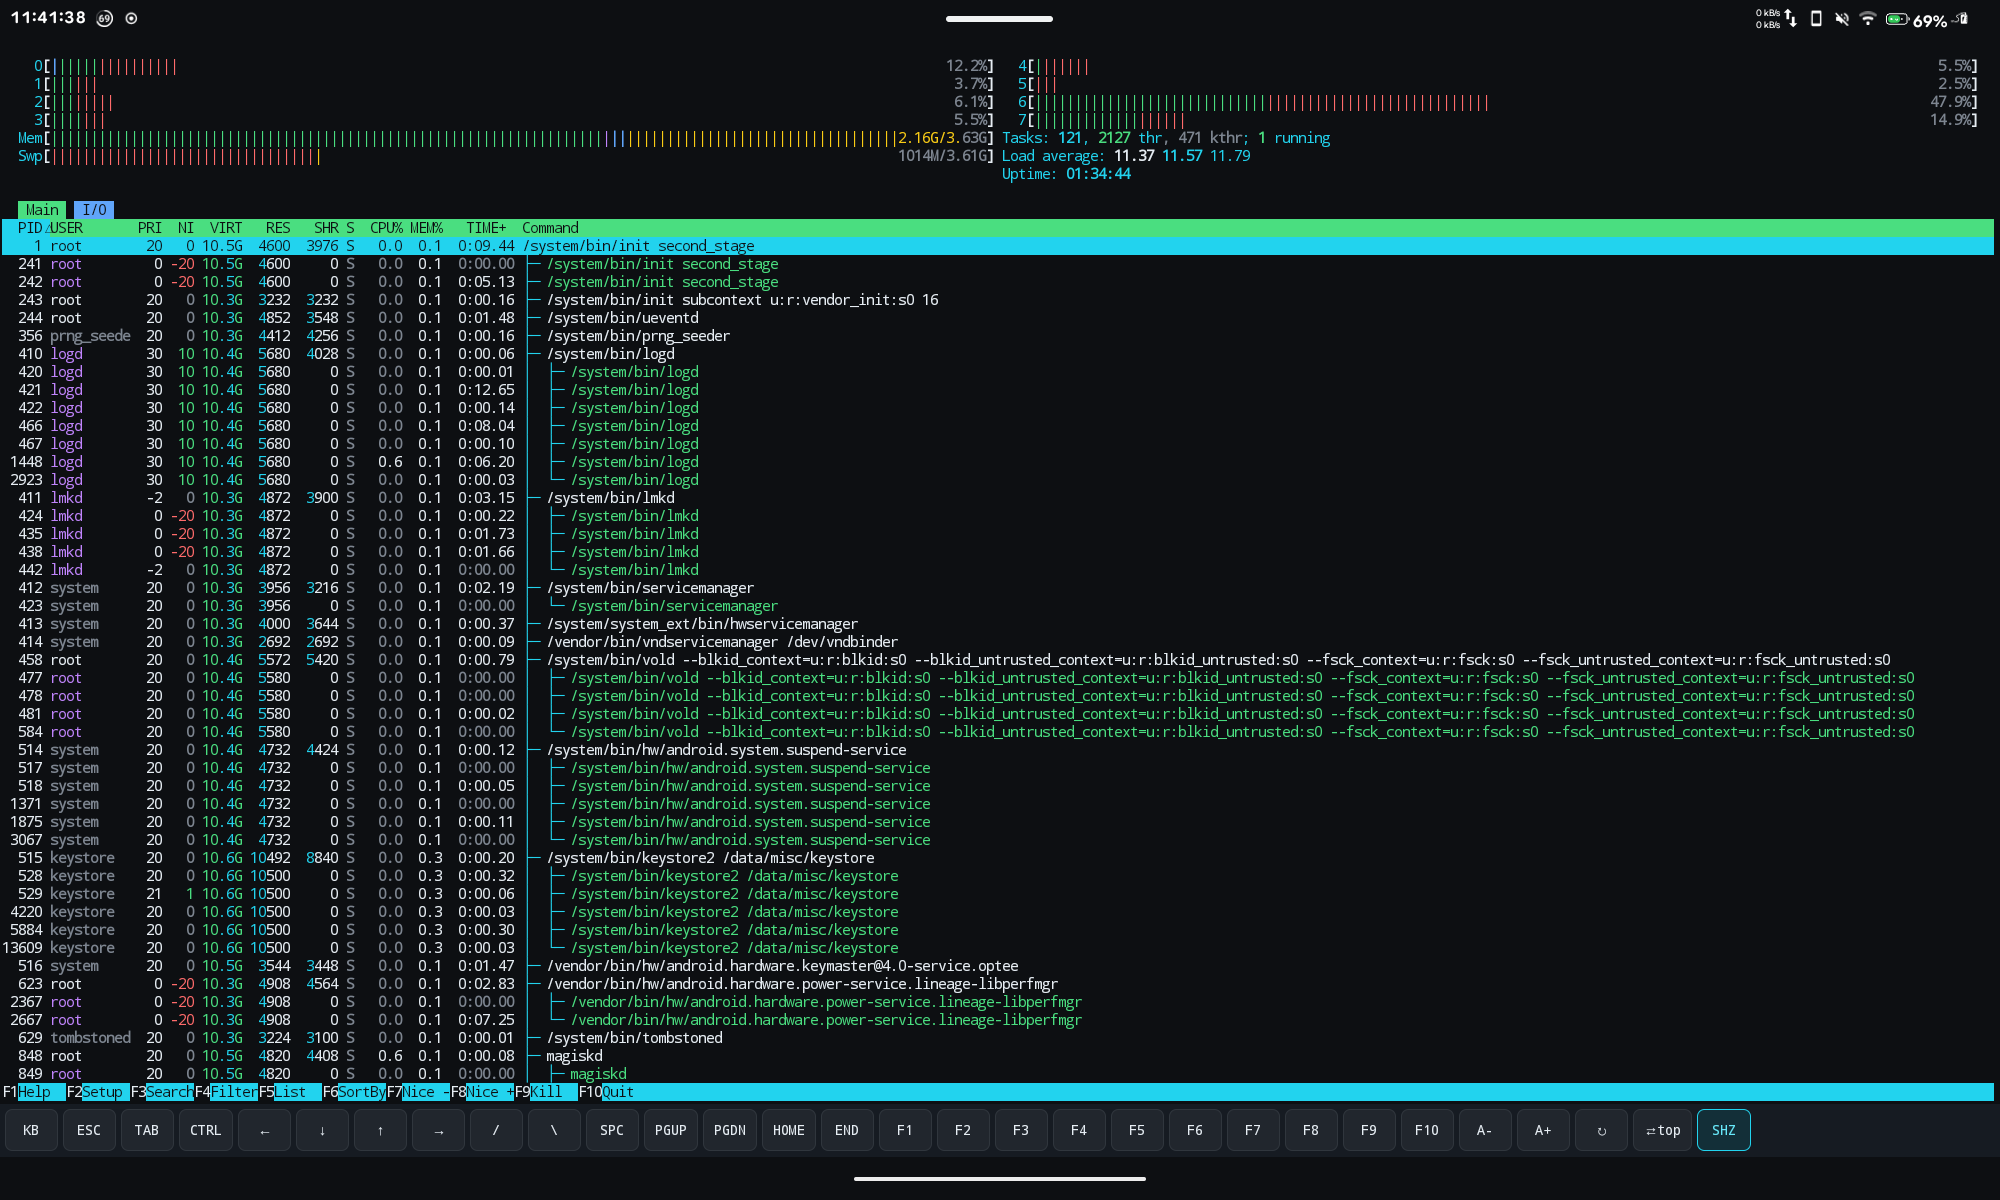 11:41:38 69 0 kB/s 0 kB/s 69%
0[ 12.2%] 4[ 5.5%]
1[ 3.7%] 5[ 2.5%]
2[ 6.1%] 6[ 47.9%]
3[ 5.5%] 7[ 14.9%]
Mem[ 2.16G/3.63G] Tasks: 121, 2127 thr, 471 kthr; 1 running
Swp[ 1014M/3.61G] Load average: 11.37 11.57 11.79
Uptime: 01:34:44
Main I/O
PID△USER PRI NI VIRT RES SHR S CPU% MEM% TIME+ Command
1 root 20 0 10.5G 4600 3976 S 0.0 0.1 0:09.44 /system/bin/init second_stage
241 root 0 -20 10.5G 4600 0 S 0.0 0.1 0:00.00 ├─ /system/bin/init second_stage
242 root 0 -20 10.5G 4600 0 S 0.0 0.1 0:05.13 ├─ /system/bin/init second_stage
243 root 20 0 10.3G 3232 3232 S 0.0 0.1 0:00.16 ├─ /system/bin/init subcontext u:r:vendor_init:s0 16
244 root 20 0 10.3G 4852 3548 S 0.0 0.1 0:01.48 ├─ /system/bin/ueventd
356 prng_seede 20 0 10.3G 4412 4256 S 0.0 0.1 0:00.16 ├─ /system/bin/prng_seeder
410 logd 30 10 10.4G 5680 4028 S 0.0 0.1 0:00.06 ├─ /system/bin/logd
420 logd 30 10 10.4G 5680 0 S 0.0 0.1 0:00.01 │ ├─ /system/bin/logd
421 logd 30 10 10.4G 5680 0 S 0.0 0.1 0:12.65 │ ├─ /system/bin/logd
422 logd 30 10 10.4G 5680 0 S 0.0 0.1 0:00.14 │ ├─ /system/bin/logd
466 logd 30 10 10.4G 5680 0 S 0.0 0.1 0:08.04 │ ├─ /system/bin/logd
467 logd 30 10 10.4G 5680 0 S 0.0 0.1 0:00.10 │ ├─ /system/bin/logd
1448 logd 30 10 10.4G 5680 0 S 0.6 0.1 0:06.20 │ ├─ /system/bin/logd
2923 logd 30 10 10.4G 5680 0 S 0.0 0.1 0:00.03 │ └─ /system/bin/logd
411 lmkd -2 0 10.3G 4872 3900 S 0.0 0.1 0:03.15 ├─ /system/bin/lmkd
424 lmkd 0 -20 10.3G 4872 0 S 0.0 0.1 0:00.22 │ ├─ /system/bin/lmkd
435 lmkd 0 -20 10.3G 4872 0 S 0.0 0.1 0:01.73 │ ├─ /system/bin/lmkd
438 lmkd 0 -20 10.3G 4872 0 S 0.0 0.1 0:01.66 │ ├─ /system/bin/lmkd
442 lmkd -2 0 10.3G 4872 0 S 0.0 0.1 0:00.00 │ └─ /system/bin/lmkd
412 system 20 0 10.3G 3956 3216 S 0.0 0.1 0:02.19 ├─ /system/bin/servicemanager
423 system 20 0 10.3G 3956 0 S 0.0 0.1 0:00.00 │ └─ /system/bin/servicemanager
413 system 20 0 10.3G 4000 3644 S 0.0 0.1 0:00.37 ├─ /system/system_ext/bin/hwservicemanager
414 system 20 0 10.3G 2692 2692 S 0.0 0.1 0:00.09 ├─ /vendor/bin/vndservicemanager /dev/vndbinder
458 root 20 0 10.4G 5572 5420 S 0.0 0.1 0:00.79 ├─ /system/bin/vold --blkid_context=u:r:blkid:s0 --blkid_untrusted_context=u:r:blkid_untrusted:s0 --fsck_context=u:r:fsck:s0 --fsck_untrusted_context=u:r:fsck_untrusted:s0
477 root 20 0 10.4G 5580 0 S 0.0 0.1 0:00.00 │ ├─ /system/bin/vold --blkid_context=u:r:blkid:s0 --blkid_untrusted_context=u:r:blkid_untrusted:s0 --fsck_context=u:r:fsck:s0 --fsck_untrusted_context=u:r:fsck_untrusted:s0
478 root 20 0 10.4G 5580 0 S 0.0 0.1 0:00.00 │ ├─ /system/bin/vold --blkid_context=u:r:blkid:s0 --blkid_untrusted_context=u:r:blkid_untrusted:s0 --fsck_context=u:r:fsck:s0 --fsck_untrusted_context=u:r:fsck_untrusted:s0
481 root 20 0 10.4G 5580 0 S 0.0 0.1 0:00.02 │ ├─ /system/bin/vold --blkid_context=u:r:blkid:s0 --blkid_untrusted_context=u:r:blkid_untrusted:s0 --fsck_context=u:r:fsck:s0 --fsck_untrusted_context=u:r:fsck_untrusted:s0
584 root 20 0 10.4G 5580 0 S 0.0 0.1 0:00.00 │ └─ /system/bin/vold --blkid_context=u:r:blkid:s0 --blkid_untrusted_context=u:r:blkid_untrusted:s0 --fsck_context=u:r:fsck:s0 --fsck_untrusted_context=u:r:fsck_untrusted:s0
514 system 20 0 10.4G 4732 4424 S 0.0 0.1 0:00.12 ├─ /system/bin/hw/android.system.suspend-service
517 system 20 0 10.4G 4732 0 S 0.0 0.1 0:00.00 │ ├─ /system/bin/hw/android.system.suspend-service
518 system 20 0 10.4G 4732 0 S 0.0 0.1 0:00.05 │ ├─ /system/bin/hw/android.system.suspend-service
1371 system 20 0 10.4G 4732 0 S 0.0 0.1 0:00.00 │ ├─ /system/bin/hw/android.system.suspend-service
1875 system 20 0 10.4G 4732 0 S 0.0 0.1 0:00.11 │ ├─ /system/bin/hw/android.system.suspend-service
3067 system 20 0 10.4G 4732 0 S 0.0 0.1 0:00.00 │ └─ /system/bin/hw/android.system.suspend-service
515 keystore 20 0 10.6G 10492 8840 S 0.0 0.3 0:00.20 ├─ /system/bin/keystore2 /data/misc/keystore
528 keystore 20 0 10.6G 10500 0 S 0.0 0.3 0:00.32 │ ├─ /system/bin/keystore2 /data/misc/keystore
529 keystore 21 1 10.6G 10500 0 S 0.0 0.3 0:00.06 │ ├─ /system/bin/keystore2 /data/misc/keystore
4220 keystore 20 0 10.6G 10500 0 S 0.0 0.3 0:00.03 │ ├─ /system/bin/keystore2 /data/misc/keystore
5884 keystore 20 0 10.6G 10500 0 S 0.0 0.3 0:00.30 │ ├─ /system/bin/keystore2 /data/misc/keystore
13609 keystore 20 0 10.6G 10500 0 S 0.0 0.3 0:00.03 │ └─ /system/bin/keystore2 /data/misc/keystore
516 system 20 0 10.5G 3544 3448 S 0.0 0.1 0:01.47 ├─ /vendor/bin/hw/android.hardware.keymaster@4.0-service.optee
623 root 0 -20 10.3G 4908 4564 S 0.0 0.1 0:02.83 ├─ /vendor/bin/hw/android.hardware.power-service.lineage-libperfmgr
2367 root 0 -20 10.3G 4908 0 S 0.0 0.1 0:00.00 │ ├─ /vendor/bin/hw/android.hardware.power-service.lineage-libperfmgr
2667 root 0 -20 10.3G 4908 0 S 0.0 0.1 0:07.25 │ └─ /vendor/bin/hw/android.hardware.power-service.lineage-libperfmgr
629 tombstoned 20 0 10.3G 3224 3100 S 0.0 0.1 0:00.01 ├─ /system/bin/tombstoned
848 root 20 0 10.5G 4820 4408 S 0.6 0.1 0:00.08 ├─ magiskd
849 root 20 0 10.5G 4820 0 S 0.0 0.1 0:00.00 │ ├─ magiskd
F1Help F2Setup F3SearchF4FilterF5List F6SortByF7Nice -F8Nice +F9Kill F10Quit
KB ESC TAB CTRL ← ↓ ↑ → / \ SPC PGUP PGDN HOME END F1 F2 F3 F4 F5 F6 F7 F8 F9 F10 A- A+ ↻ ⇄top SHZ